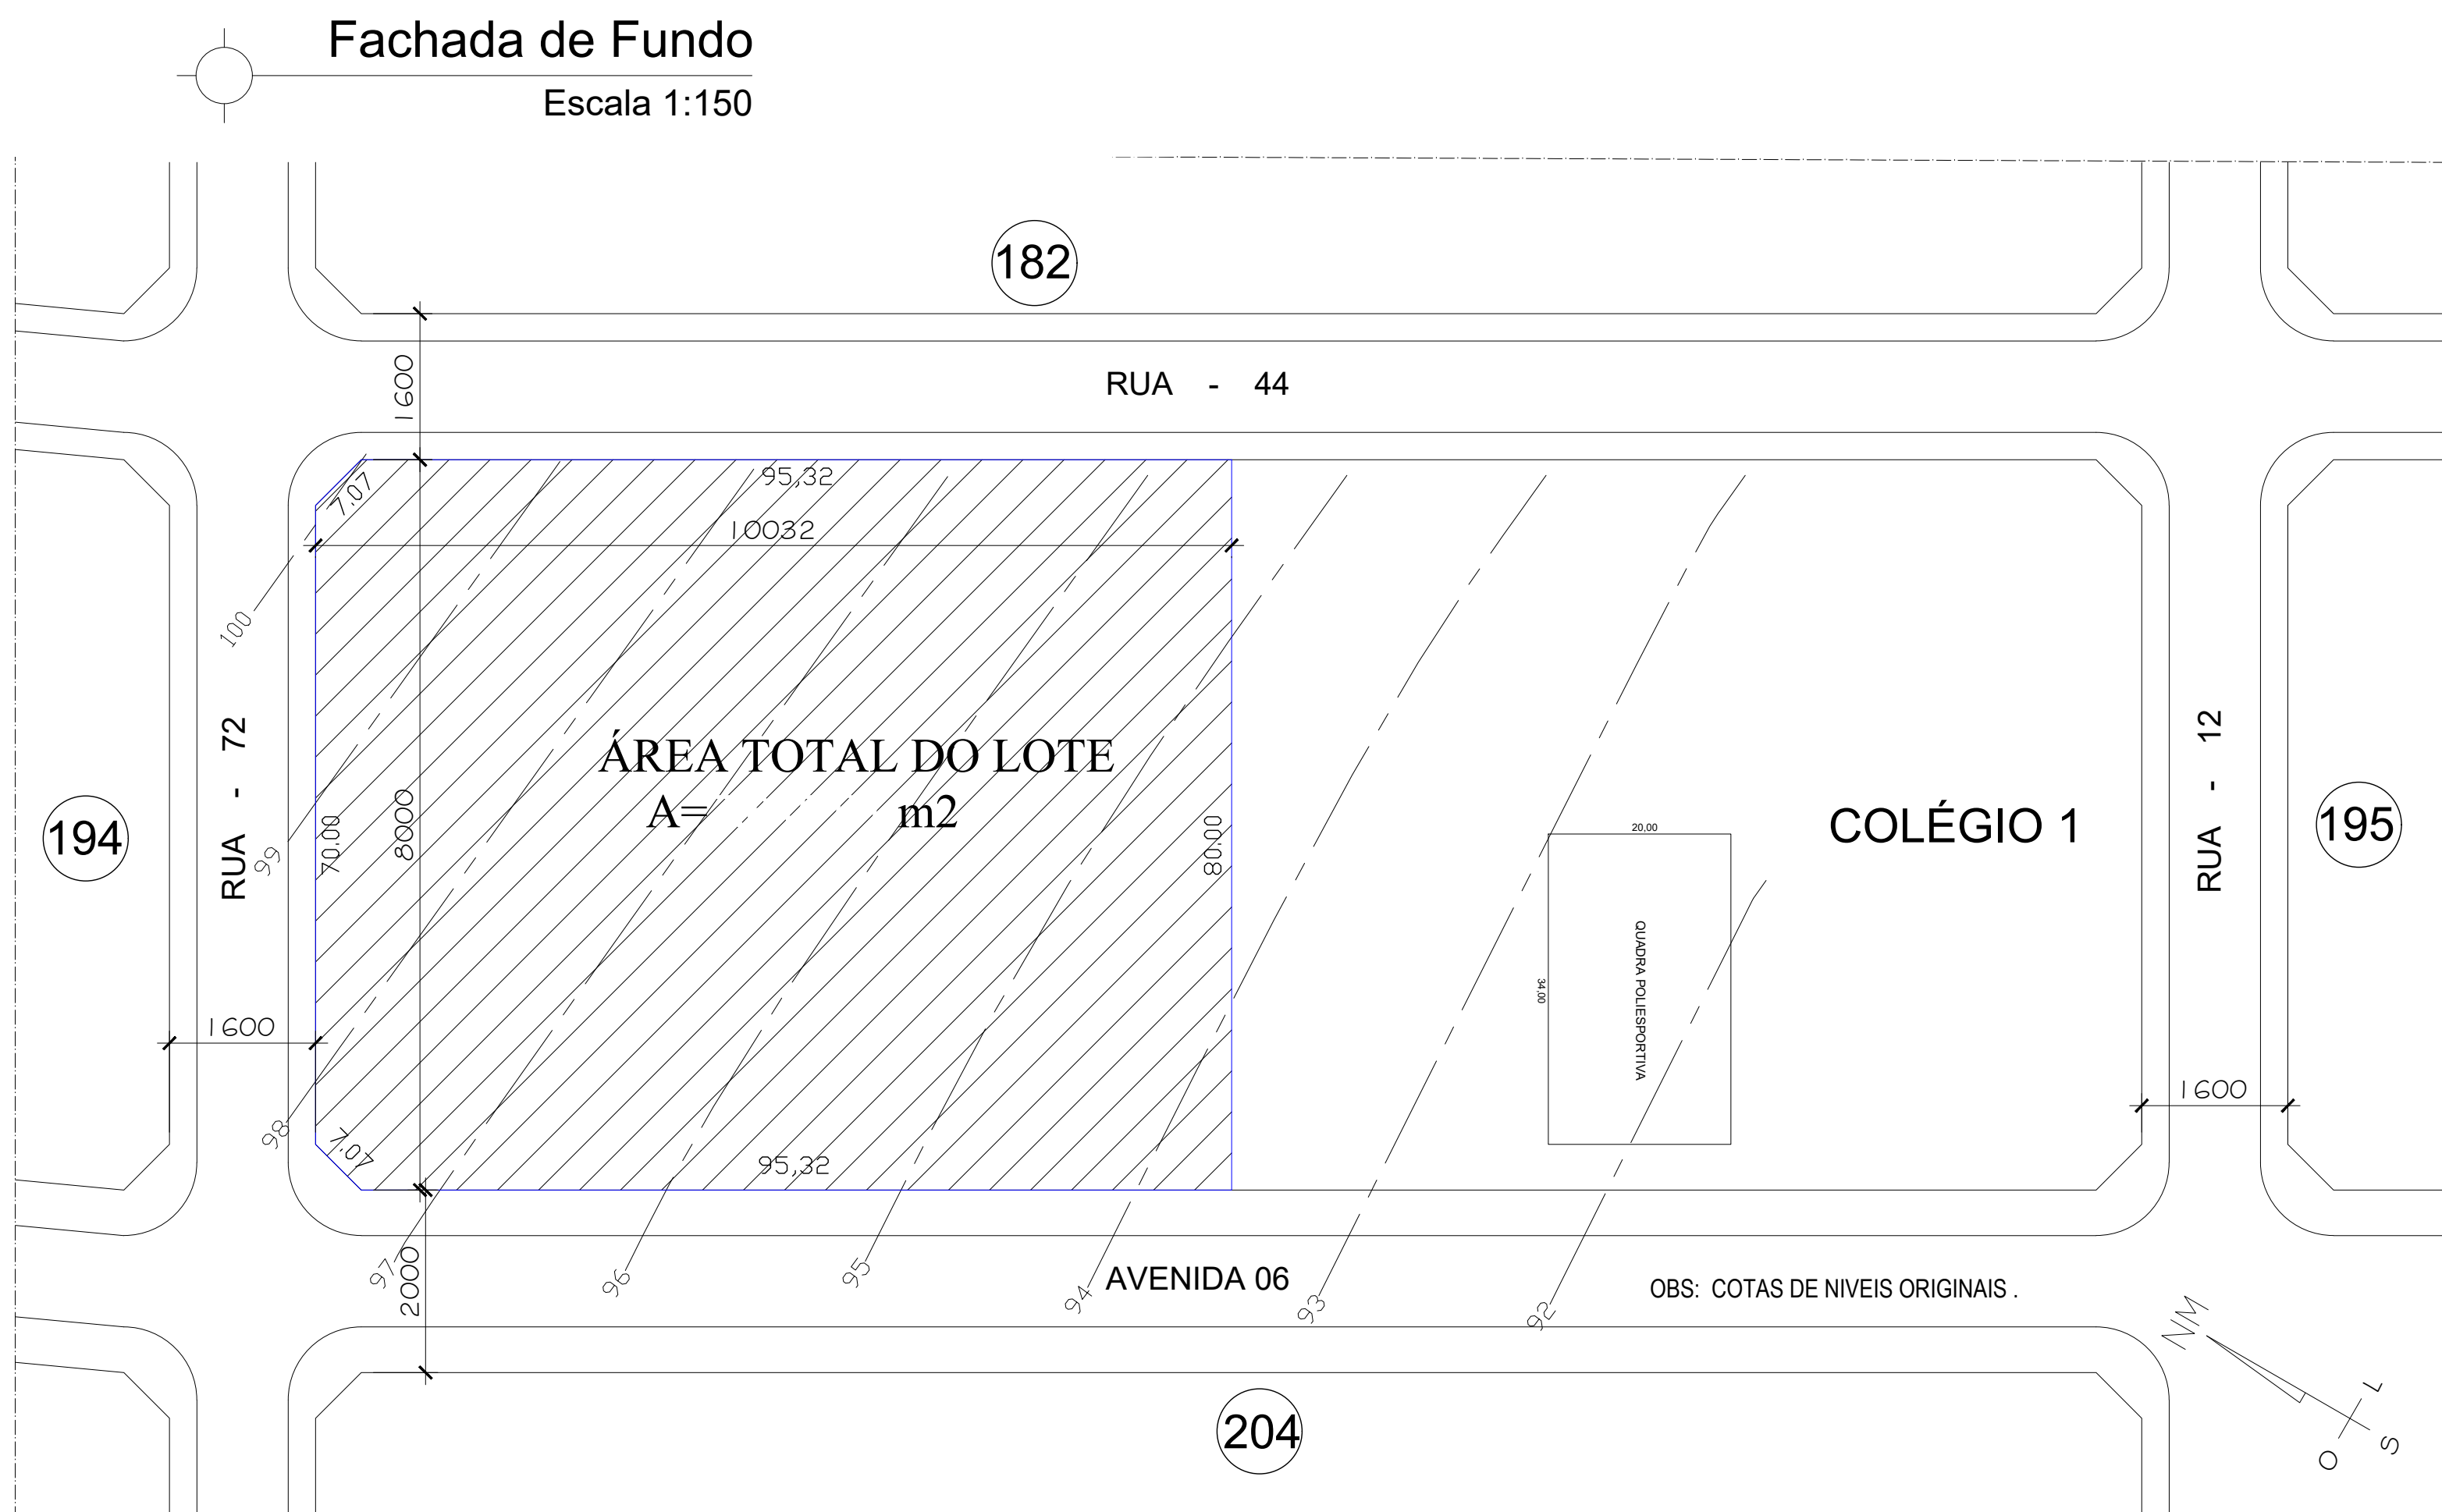 Fachada de Fundo
Escala 1:150
182
1600
RUA - 44
7.07
95,32
10032
100
RUA - 72
99
70.00
8000
ÁREA TOTAL DO LOTE
A= m2
80.00
194
20,00
34,00
QUADRA POLIESPORTIVA
COLÉGIO 1
RUA - 12
195
1600
1600
98
7.07
95,32
97
2000
96
95
94
AVENIDA 06
93
92
OBS: COTAS DE NIVEIS ORIGINAIS .
NM
L
O
S
204